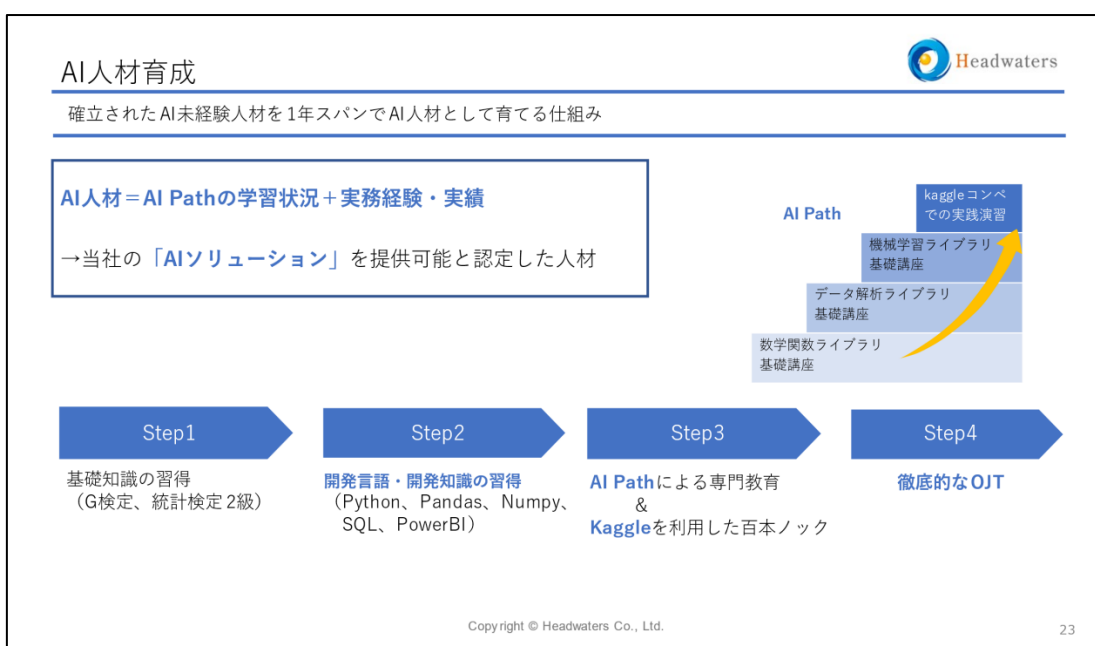 AI人材育成
Headwaters
確立されたAI未経験人材を1年スパンでAI人材として育てる仕組み
AI人材＝AI Pathの学習状況＋実務経験・実績
→当社の「AIソリューション」を提供可能と認定した人材
AI Path
kaggleコンペ
での実践演習
機械学習ライブラリ
基礎講座
データ解析ライブラリ
基礎講座
数学関数ライブラリ
基礎講座
Step1
基礎知識の習得
（G検定、統計検定2級）
Step2
開発言語・開発知識の習得
（Python、Pandas、Numpy、
SQL、PowerBI）
Step3
AI Pathによる専門教育
&
Kaggleを利用した百本ノック
Step4
徹底的なOJT
Copyright © Headwaters Co., Ltd.
23